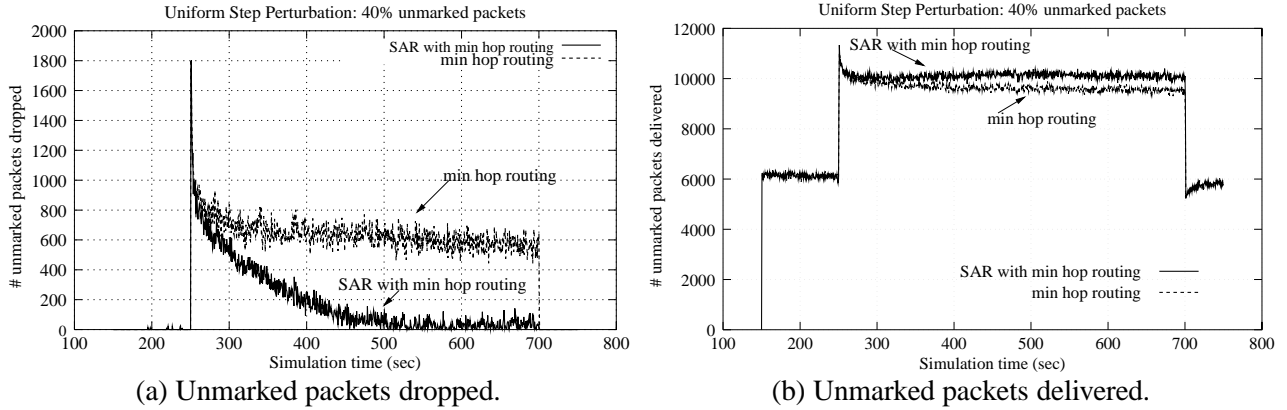 Uniform Step Perturbation: 40% unmarked packets
2000
1800
1600
1400
1200
1000
800
600
400
200
0
100 200 300 400 500 600 700 800
# unmarked packets dropped
Simulation time (sec)
SAR with min hop routing
min hop routing
min hop routing
SAR with min hop routing
(a) Unmarked packets dropped.
Uniform Step Perturbation: 40% unmarked packets
12000
10000
8000
6000
4000
2000
0
100 200 300 400 500 600 700 800
# unmarked packets delivered
Simulation time (sec)
SAR with min hop routing
min hop routing
SAR with min hop routing
min hop routing
(b) Unmarked packets delivered.